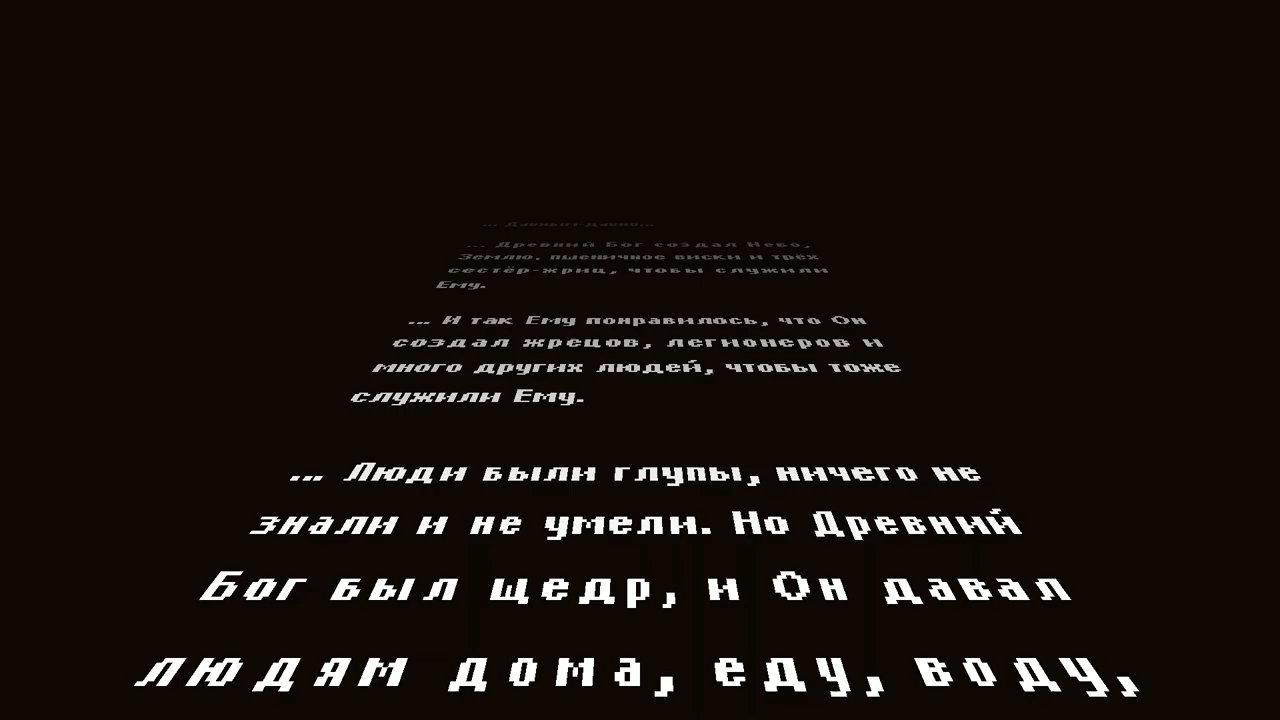 ... Давным-давно...
... Древний Бог создал Небо,
Землю, пшеничное виски и трёх
сестёр-жриц, чтобы служили
Ему.
... И так Ему понравилось, что Он
создал жрецов, легионеров и
много других людей, чтобы тоже
служили Ему.
... Люди были глупы, ничего не
знали и не умели. Но Древний
Бог был щедр, и Он давал
людям дома, еду, воду,